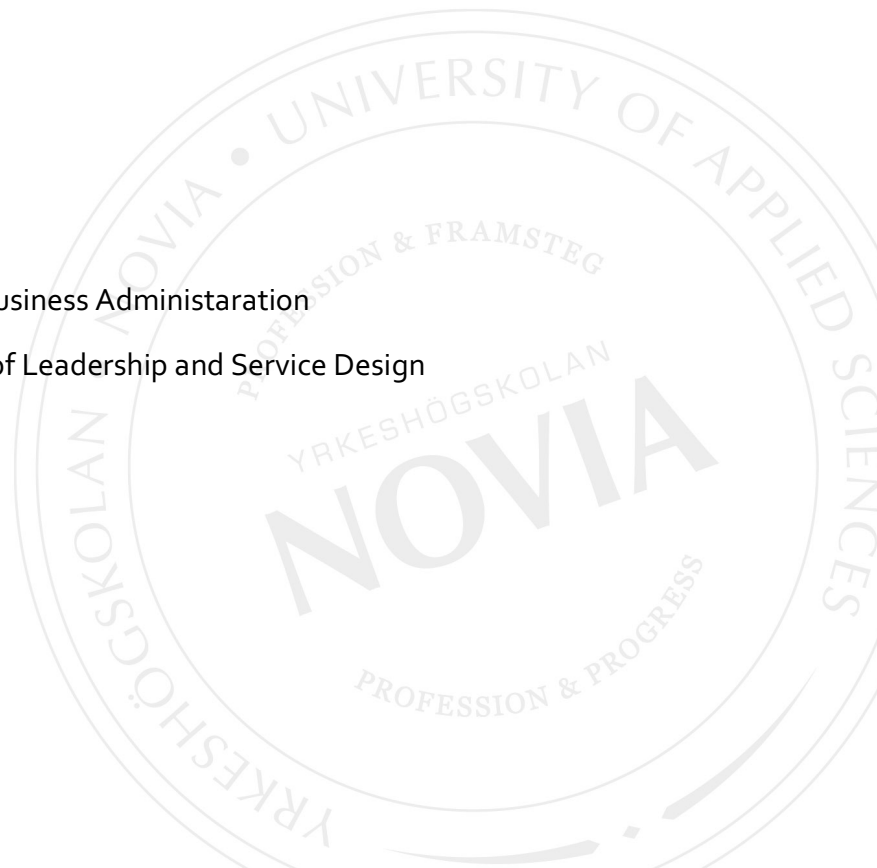 usiness Administaration
of Leadership and Service Design
YRKESHÖGSKOLAN NOVIA • UNIVERSITY OF APPLIED SCIENCES
PROFESSION & FRAMSTEG
YRKESHÖGSKOLAN
NOVIA
PROFESSION & PROGRESS